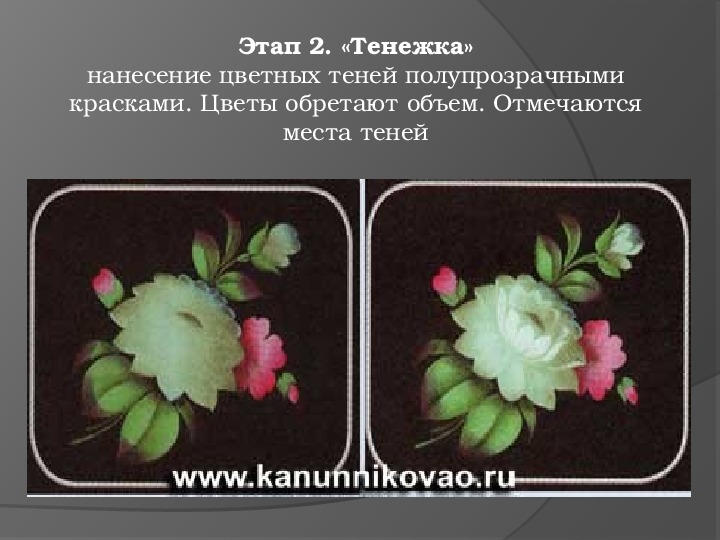 Этап 2. «Тенежка»
нанесение цветных теней полупрозрачными
красками. Цветы обретают объем. Отмечаются
места теней
www.kanunnikovao.ru